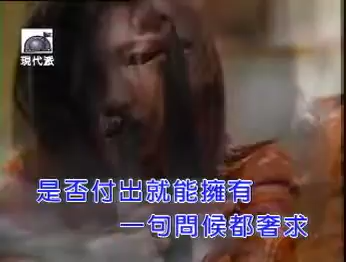 現代派
是否付出就能擁有
一句問候都奢求